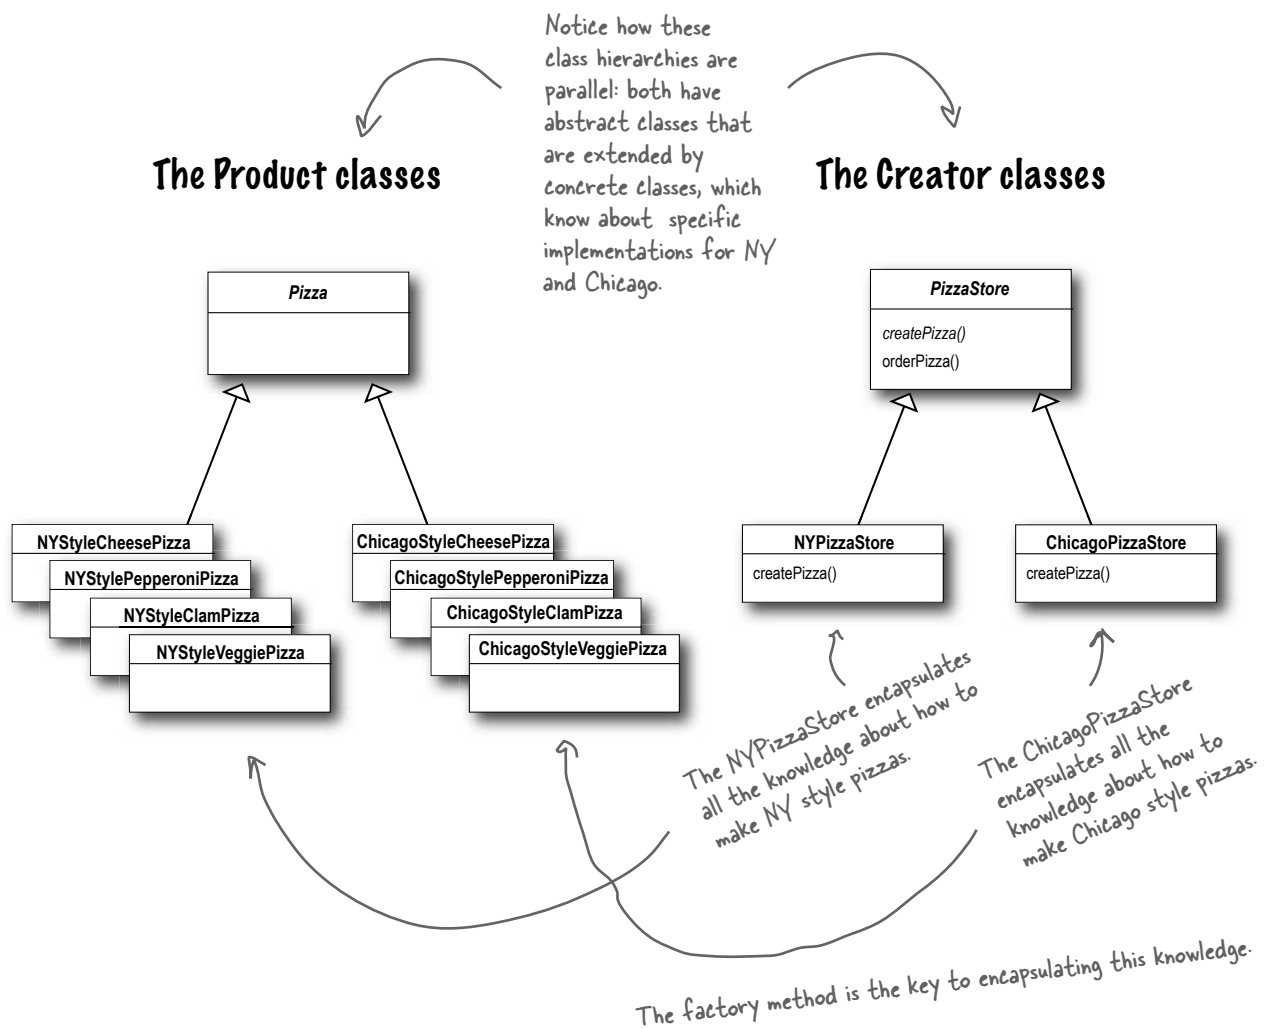 Notice how these
class hierarchies are
parallel: both have
abstract classes that
are extended by
concrete classes, which
know about specific
implementations for NY
and Chicago.
The Product classes
The Creator classes
Pizza
PizzaStore
createPizza()
orderPizza()
NYStyleCheesePizza
NYStylePepperoniPizza
NYStyleClamPizza
NYStyleVeggiePizza
ChicagoStyleCheesePizza
ChicagoStylePepperoniPizza
ChicagoStyleClamPizza
ChicagoStyleVeggiePizza
NYPizzaStore
createPizza()
ChicagoPizzaStore
createPizza()
The NYPizzaStore encapsulates
all the knowledge about how to
make NY style pizzas.
The ChicagoPizzaStore
encapsulates all the
knowledge about how to
make Chicago style pizzas.
The factory method is the key to encapsulating this knowledge.